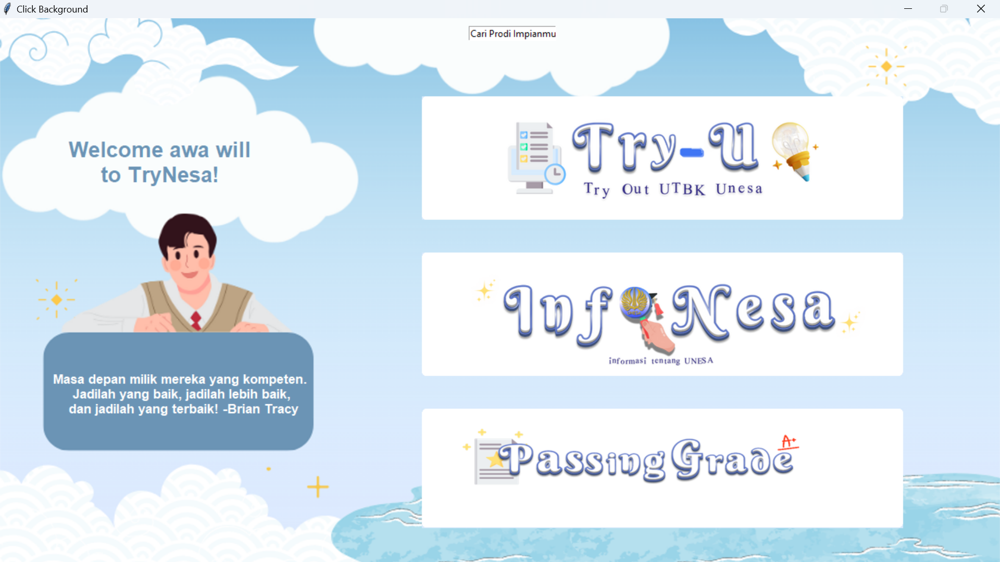 Click Background
Cari Prodi Impianmu
Welcome awa will
to TryNesa!
Try-U
Try Out UTBK Unesa
Masa depan milik mereka yang kompeten.
Jadilah yang baik, jadilah lebih baik,
dan jadilah yang terbaik! -Brian Tracy
Inf Nesa
informasi tentang UNESA
Passing Grade
A+